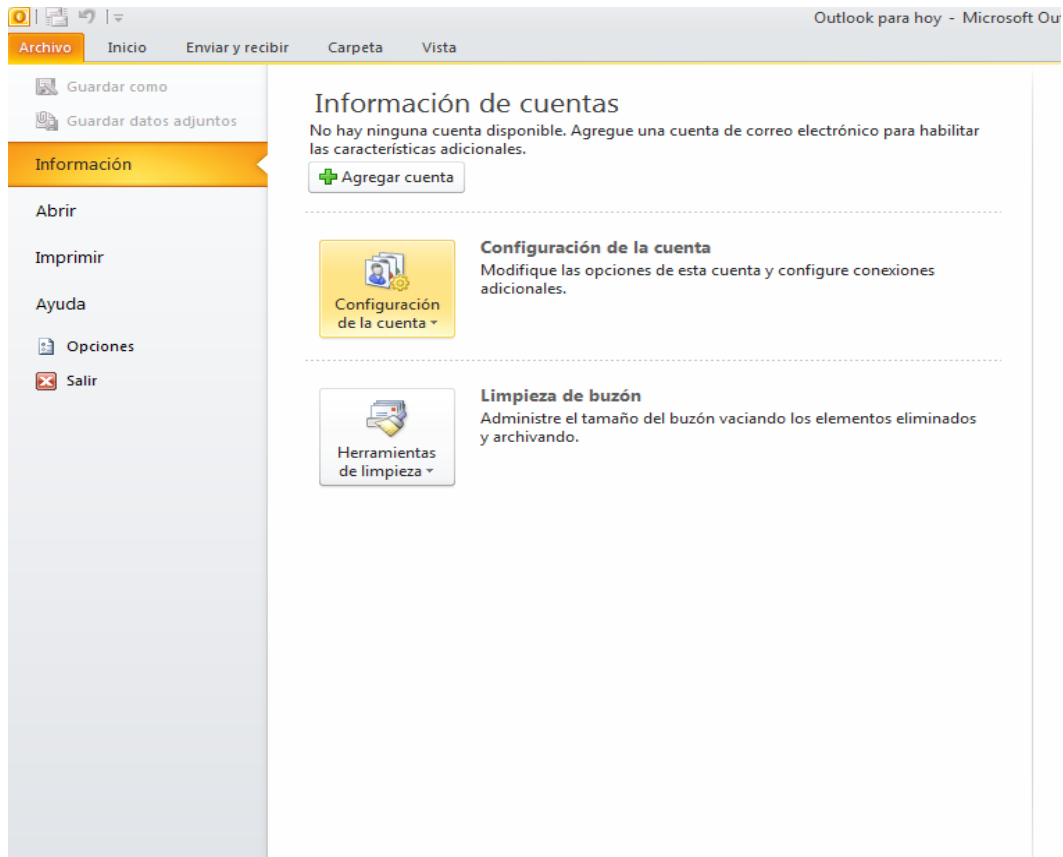 Outlook para hoy - Microsoft Ou
Archivo Inicio Enviar y recibir Carpeta Vista
Guardar como
Guardar datos adjuntos
Información
Abrir
Imprimir
Ayuda
Opciones
Salir
Información de cuentas
No hay ninguna cuenta disponible. Agregue una cuenta de correo electrónico para habilitar
las características adicionales.
Agregar cuenta
Configuración
de la cuenta
Configuración de la cuenta
Modifique las opciones de esta cuenta y configure conexiones
adicionales.
Herramientas
de limpieza
Limpieza de buzón
Administre el tamaño del buzón vaciando los elementos eliminados
y archivando.